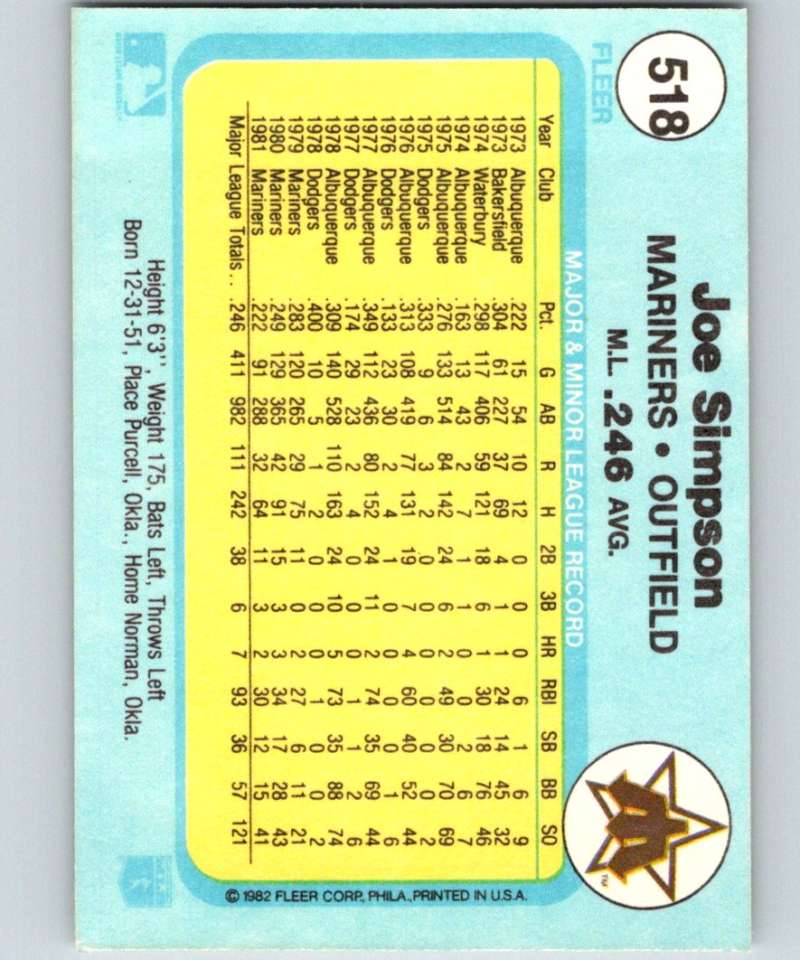 518
FLEER
Joe Simpson
MARINERS • OUTFIELD
M.L. .246 AVG.
MAJOR & MINOR LEAGUE RECORD
Year Club Pct. G AB R H 2B 3B HR RBI SB BB SO
1973 Albuquerque .222 15 54 10 12 0 0 0 6 1 6 9
1973 Bakersfield .304 61 227 37 69 4 1 1 24 14 45 32
1974 Waterbury .298 117 406 59 121 18 6 1 30 18 76 46
1974 Albuquerque .163 13 43 2 7 1 1 0 2 0 6 7
1975 Albuquerque .276 133 514 84 142 24 6 2 49 30 70 69
1975 Dodgers .333 9 6 3 2 0 0 0 0 0 0 2
1976 Albuquerque .313 108 419 77 131 19 7 4 60 40 52 44
1976 Dodgers .133 23 30 2 4 1 0 0 0 0 1 6
1977 Albuquerque .349 112 436 80 152 24 11 2 74 35 69 44
1977 Dodgers .174 29 23 2 4 0 0 0 1 1 2 6
1978 Albuquerque .309 140 528 110 163 24 10 5 73 35 88 74
1978 Dodgers .400 10 5 1 2 0 0 0 1 0 0 2
1979 Mariners .283 120 265 29 75 11 0 2 27 6 11 21
1980 Mariners .249 129 365 42 91 15 3 3 34 17 28 43
1981 Mariners .222 91 288 32 64 11 3 2 30 12 15 41
Major League Totals . . .246 411 982 111 242 38 6 7 93 36 57 121
© 1982 FLEER CORP., PHILA., PRINTED IN U.S.A.
Height 6'3'', Weight 175, Bats Left, Throws Left
Born 12-31-51, Place Purcell, Okla., Home Norman, Okla.
TM